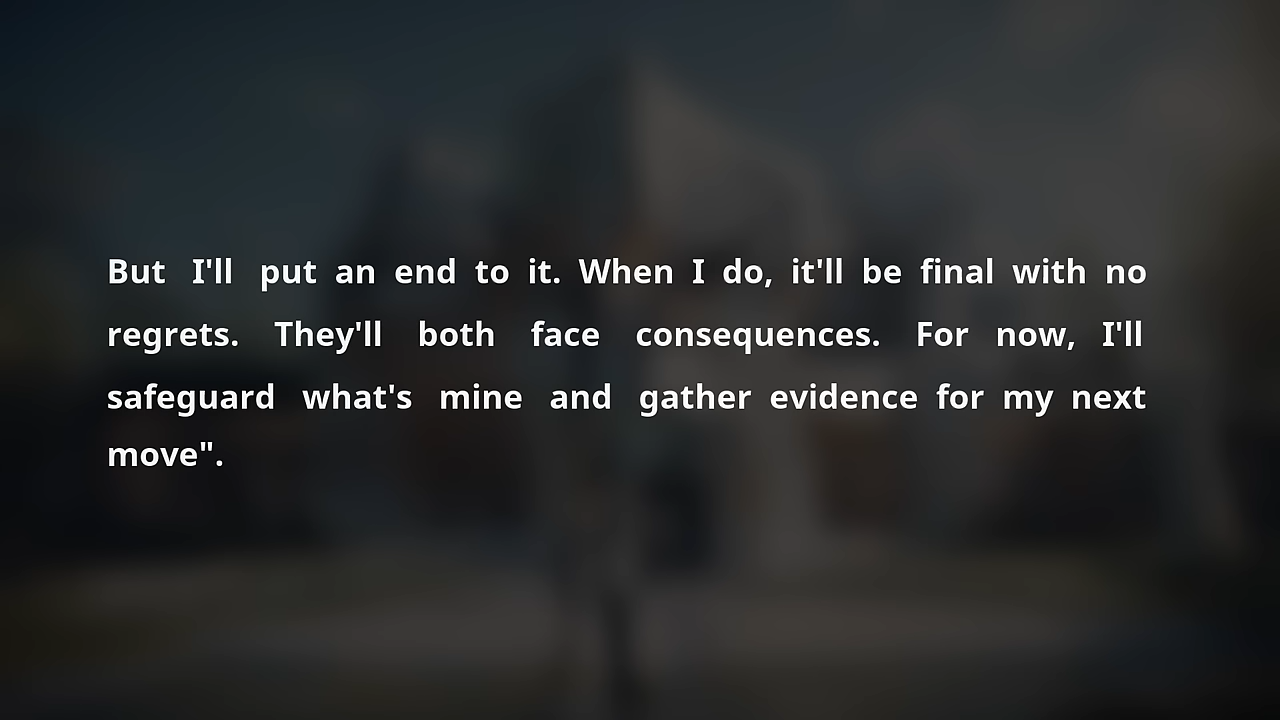 But I'll put an end to it. When I do, it'll be final with no
regrets. They'll both face consequences. For now, I'll
safeguard what's mine and gather evidence for my next
move".